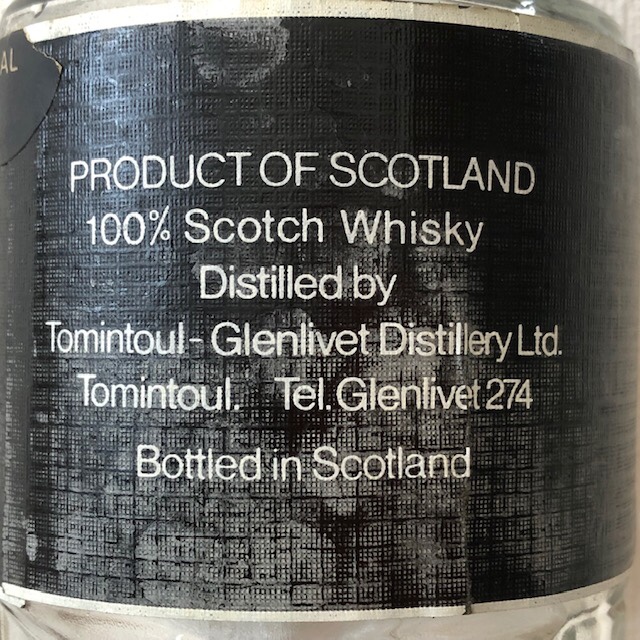 AL
PRODUCT OF SCOTLAND
100% Scotch Whisky
Distilled by
Tomintoul-Glenlivet Distillery Ltd.
Tomintoul. Tel. Glenlivet 274
Bottled in Scotland